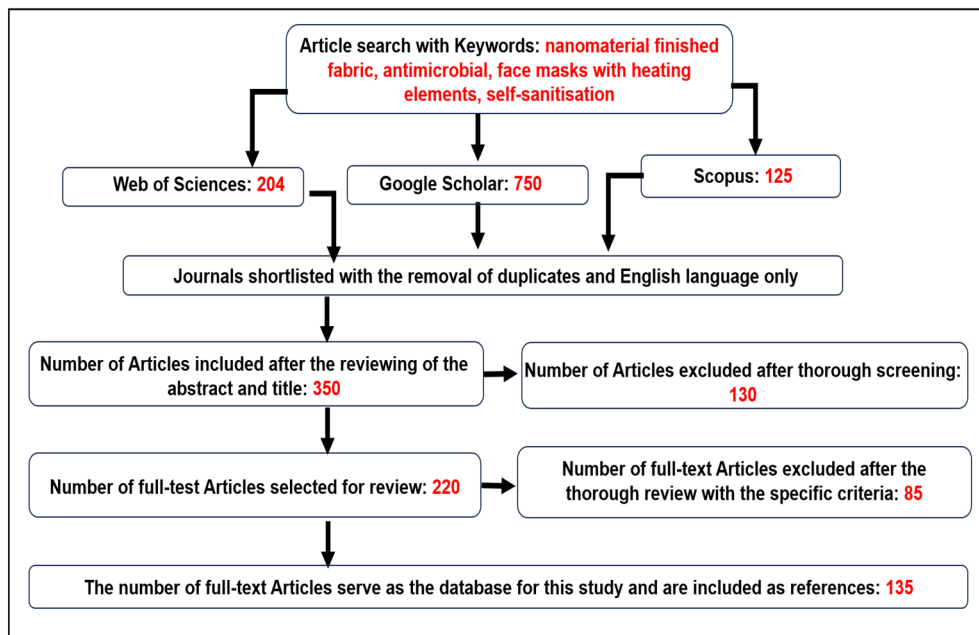 Article search with Keywords: nanomaterial finished
fabric, antimicrobial, face masks with heating
elements, self-sanitisation
Web of Sciences: 204
Google Scholar: 750
Scopus: 125
Journals shortlisted with the removal of duplicates and English language only
Number of Articles included after the reviewing of the
abstract and title: 350
Number of Articles excluded after thorough screening:
130
Number of full-test Articles selected for review: 220
Number of full-text Articles excluded after the
thorough review with the specific criteria: 85
The number of full-text Articles serve as the database for this study and are included as references: 135